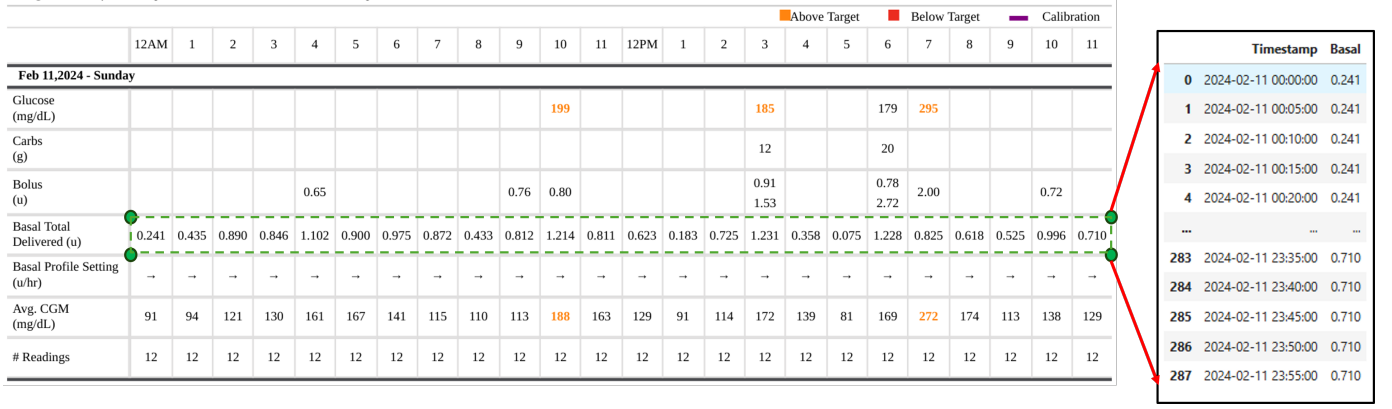 Above Target Below Target Calibration
12AM 1 2 3 4 5 6 7 8 9 10 11 12PM 1 2 3 4 5 6 7 8 9 10 11
Feb 11,2024 - Sunday
Glucose
(mg/dL) 199 185 179 295
Carbs
(g) 12 20
Bolus
(u) 0.65 0.76 0.80 0.91 0.78 2.00 0.72
1.53 2.72
Basal Total
Delivered (u) 0.241 0.435 0.890 0.846 1.102 0.900 0.975 0.872 0.433 0.812 1.214 0.811 0.623 0.183 0.725 1.231 0.358 0.075 1.228 0.825 0.618 0.525 0.996 0.710
Basal Profile Setting
(u/hr) → → → → → → → → → → → → → → → → → → → → → → → →
Avg. CGM
(mg/dL) 91 94 121 130 161 167 141 115 110 113 188 163 129 91 114 172 139 81 169 272 174 113 138 129
# Readings 12 12 12 12 12 12 12 12 12 12 12 12 12 12 12 12 12 12 12 12 12 12 12 12
Timestamp Basal
0 2024-02-11 00:00:00 0.241
1 2024-02-11 00:05:00 0.241
2 2024-02-11 00:10:00 0.241
3 2024-02-11 00:15:00 0.241
4 2024-02-11 00:20:00 0.241
... ... ...
283 2024-02-11 23:35:00 0.710
284 2024-02-11 23:40:00 0.710
285 2024-02-11 23:45:00 0.710
286 2024-02-11 23:50:00 0.710
287 2024-02-11 23:55:00 0.710